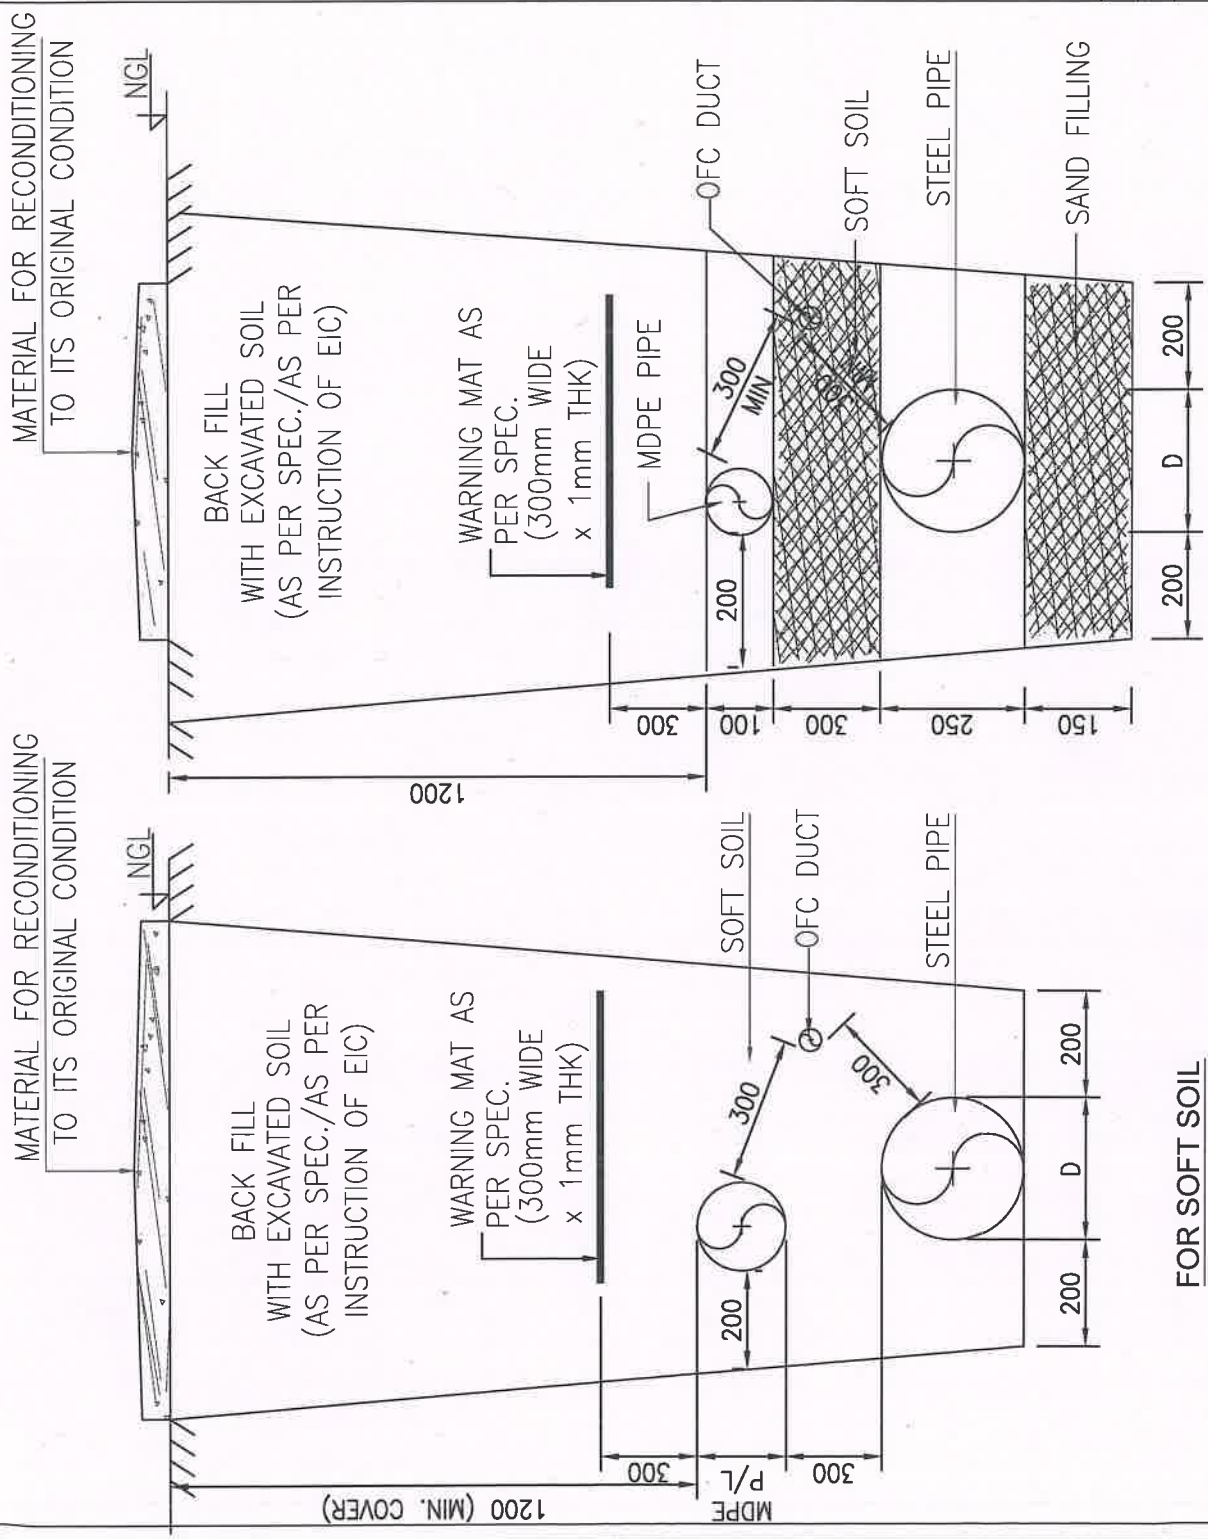 MATERIAL FOR RECONDITIONING
TO ITS ORIGINAL CONDITION
NGL
BACK FILL
WITH EXCAVATED SOIL
(AS PER SPEC./AS PER
INSTRUCTION OF EIC)
WARNING MAT AS
PER SPEC.
(300mm WIDE
x 1mm THK)
1200 (MIN. COVER)
300
MDPE
P/L
300
200
300
300
SOFT SOIL
OFC DUCT
STEEL PIPE
200
D
200
FOR SOFT SOIL
MATERIAL FOR RECONDITIONING
TO ITS ORIGINAL CONDITION
NGL
BACK FILL
WITH EXCAVATED SOIL
(AS PER SPEC./AS PER
INSTRUCTION OF EIC)
WARNING MAT AS
PER SPEC.
(300mm WIDE
x 1mm THK)
MDPE PIPE
1200
300
100
300
250
150
200
300
MIN
300
MIN
OFC DUCT
SOFT SOIL
STEEL PIPE
SAND FILLING
200
D
200